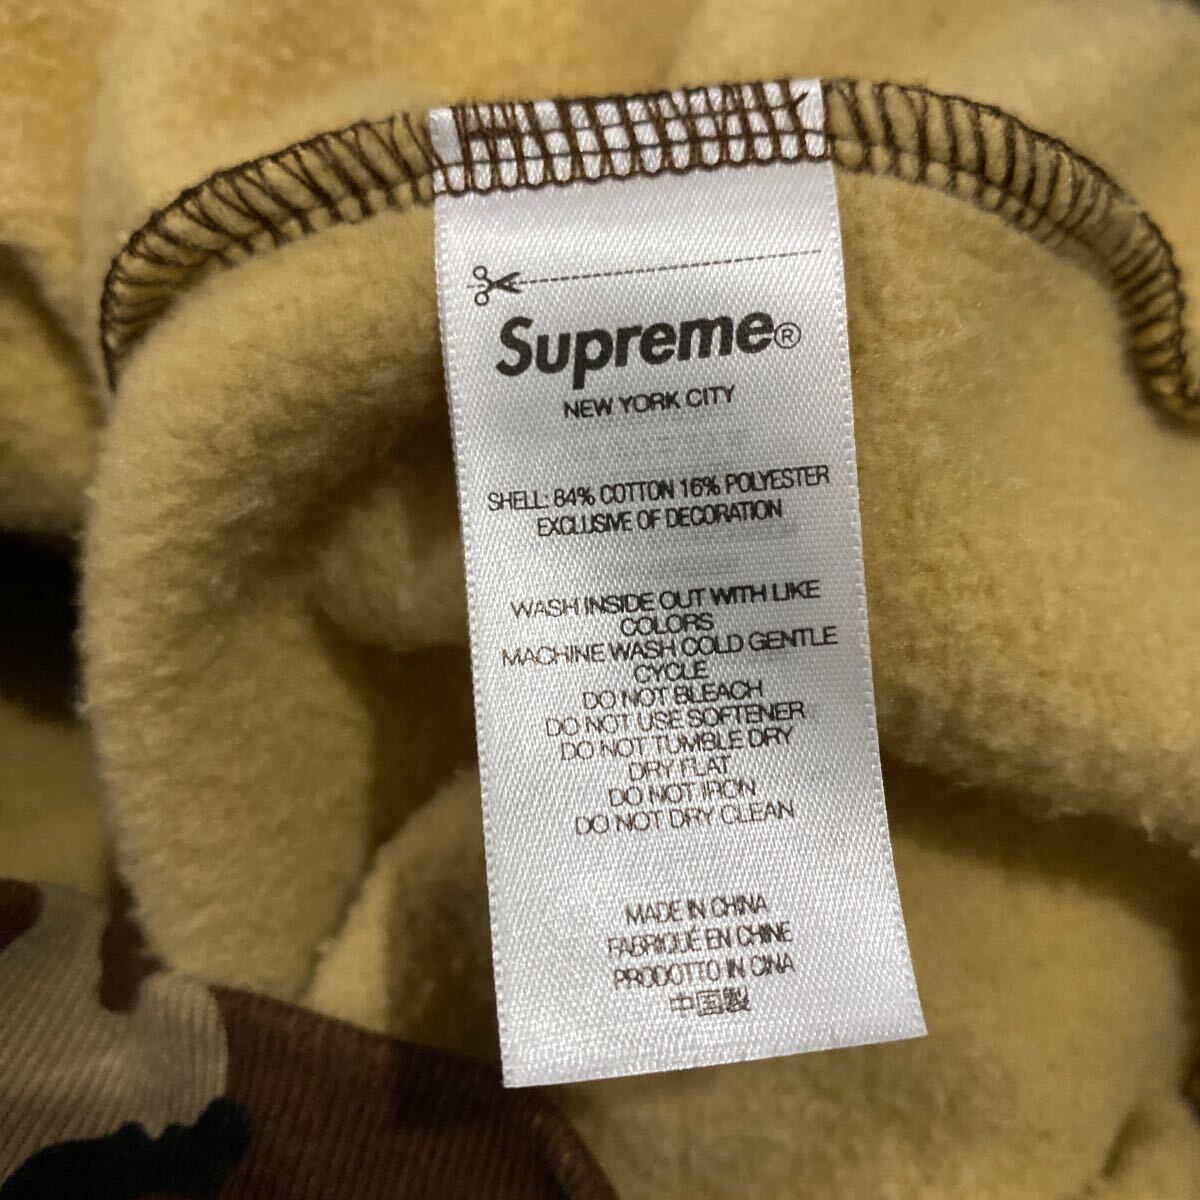 Supreme®
NEW YORK CITY
SHELL: 84% COTTON 16% POLYESTER
EXCLUSIVE OF DECORATION
WASH INSIDE OUT WITH LIKE
COLORS
MACHINE WASH COLD GENTLE
CYCLE
DO NOT BLEACH
DO NOT USE SOFTENER
DO NOT TUMBLE DRY
DRY FLAT
DO NOT IRON
DO NOT DRY CLEAN
MADE IN CHINA
FABRIQUÉ EN CHINE
PRODOTTO IN CINA
中国製